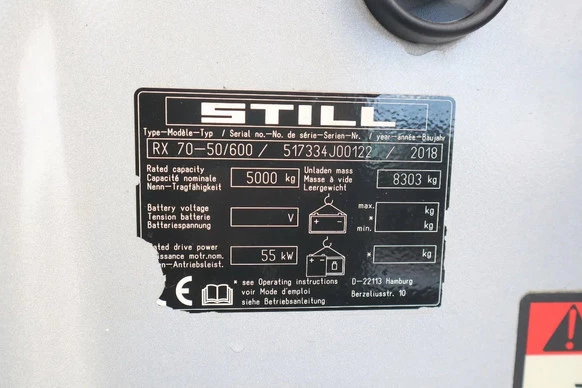 STILL
Type-Modèle-Typ / Serial no.-No. de série-Serien-Nr. / year-année-Baujahr
RX 70-50/600 / 517334J00122 / 2018
Rated capacity
Capacité nominale
Nenn-Tragfähigkeit
5000 kg
Unladen mass
Masse à vide
Leergewicht
8303 kg
Battery voltage
Tension batterie
Batteriespannung
V
max. kg
*
min. kg
ated drive power
issance motr.nom.
en-Antriebsleist.
55 kW
* kg
CE
* see Operating instructions
voir Mode d'emploi
siehe Betriebsanleitung
D-22113 Hamburg
Berzeliusstr. 10